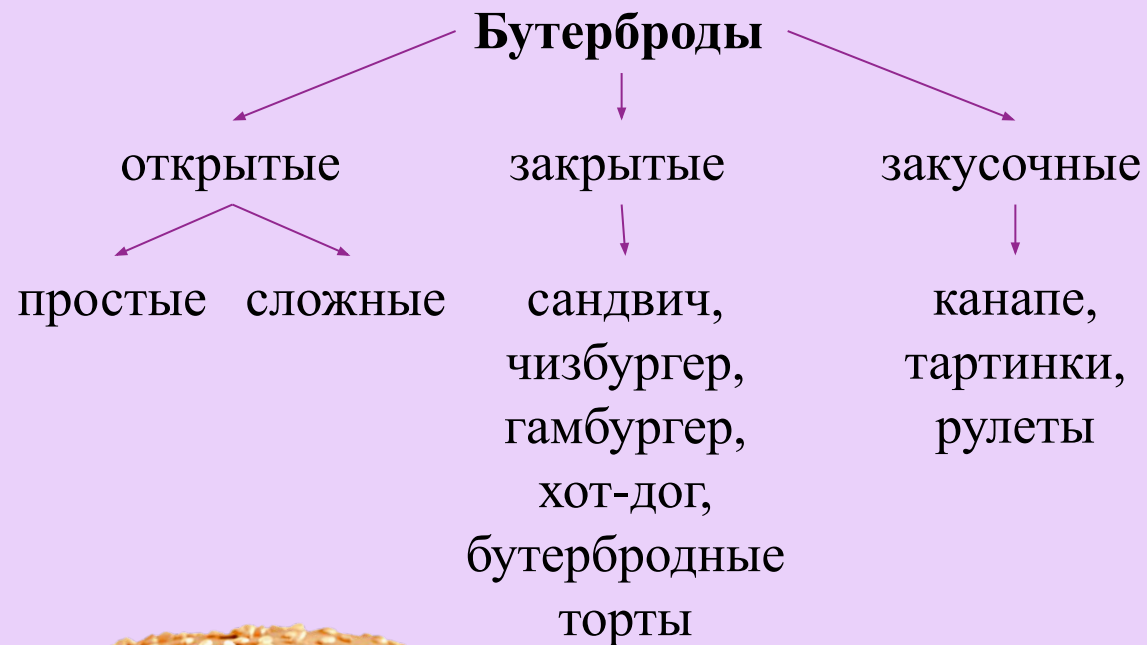 Бутерброды
открытые закрытые закусочные
простые сложные сандвич, канапе,
чизбургер, тартинки,
гамбургер, рулеты
хот-дог,
бутербродные
торты